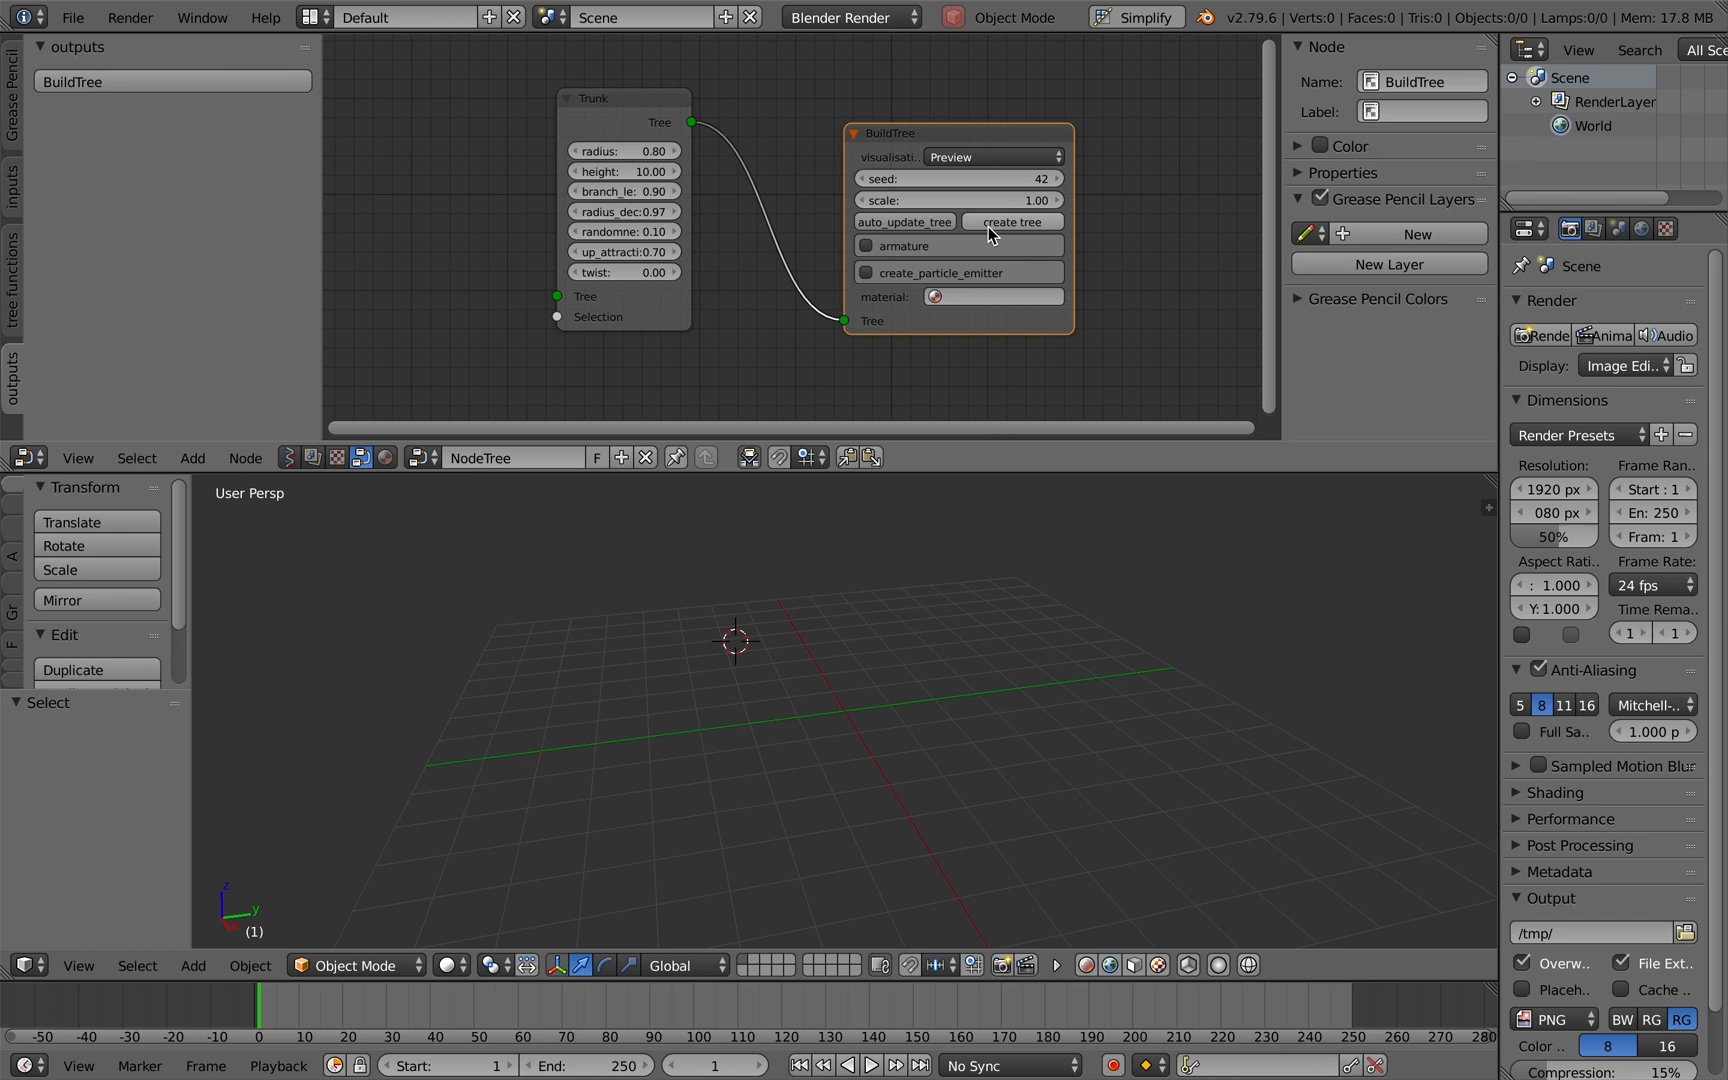 File Render Window Help Default Scene Blender Render Object Mode Simplify v2.79.6 | Verts:0 | Faces:0 | Tris:0 | Objects:0/0 | Lamps:0/0 | Mem: 17.8 MB
outputs
BuildTree
Grease Pencil
inputs
tree functions
outputs
Trunk
Tree
radius: 0.80
height: 10.00
branch_le: 0.90
radius_dec:0.97
randomne: 0.10
up_attracti:0.70
twist: 0.00
Tree
Selection
BuildTree
visualisati.. Preview
seed: 42
scale: 1.00
auto_update_tree create tree
armature
create_particle_emitter
material:
Tree
Node
Name: BuildTree
Label:
Color
Properties
Grease Pencil Layers
New
New Layer
Grease Pencil Colors
View Search All Sce
Scene
RenderLayer
World
Scene
Render
Rende Anima Audio
Display: Image Edi..
Dimensions
Render Presets
Resolution: Frame Ran..
1920 px Start : 1
080 px En: 250
50% Fram: 1
Aspect Rati.. Frame Rate:
: 1.000 24 fps
Y: 1.000 Time Rema..
1 1
Anti-Aliasing
5 8 11 16 Mitchell-..
Full Sa.. 1.000 p
Sampled Motion Blur
Shading
Performance
Post Processing
Metadata
Output
/tmp/
Overw.. File Ext..
Placeh.. Cache ..
PNG BW RG RG
Color .. 8 16
Compression: 15%
View Select Add Node NodeTree F
Transform
Translate
Rotate
Scale
Mirror
Edit
Duplicate
Select
A
Gr
F
User Persp
z
y
(1)
View Select Add Object Object Mode Global
-50 -40 -30 -20 -10 0 10 20 30 40 50 60 70 80 90 100 110 120 130 140 150 160 170 180 190 200 210 220 230 240 250 260 270 280
View Marker Frame Playback Start: 1 End: 250 1 No Sync